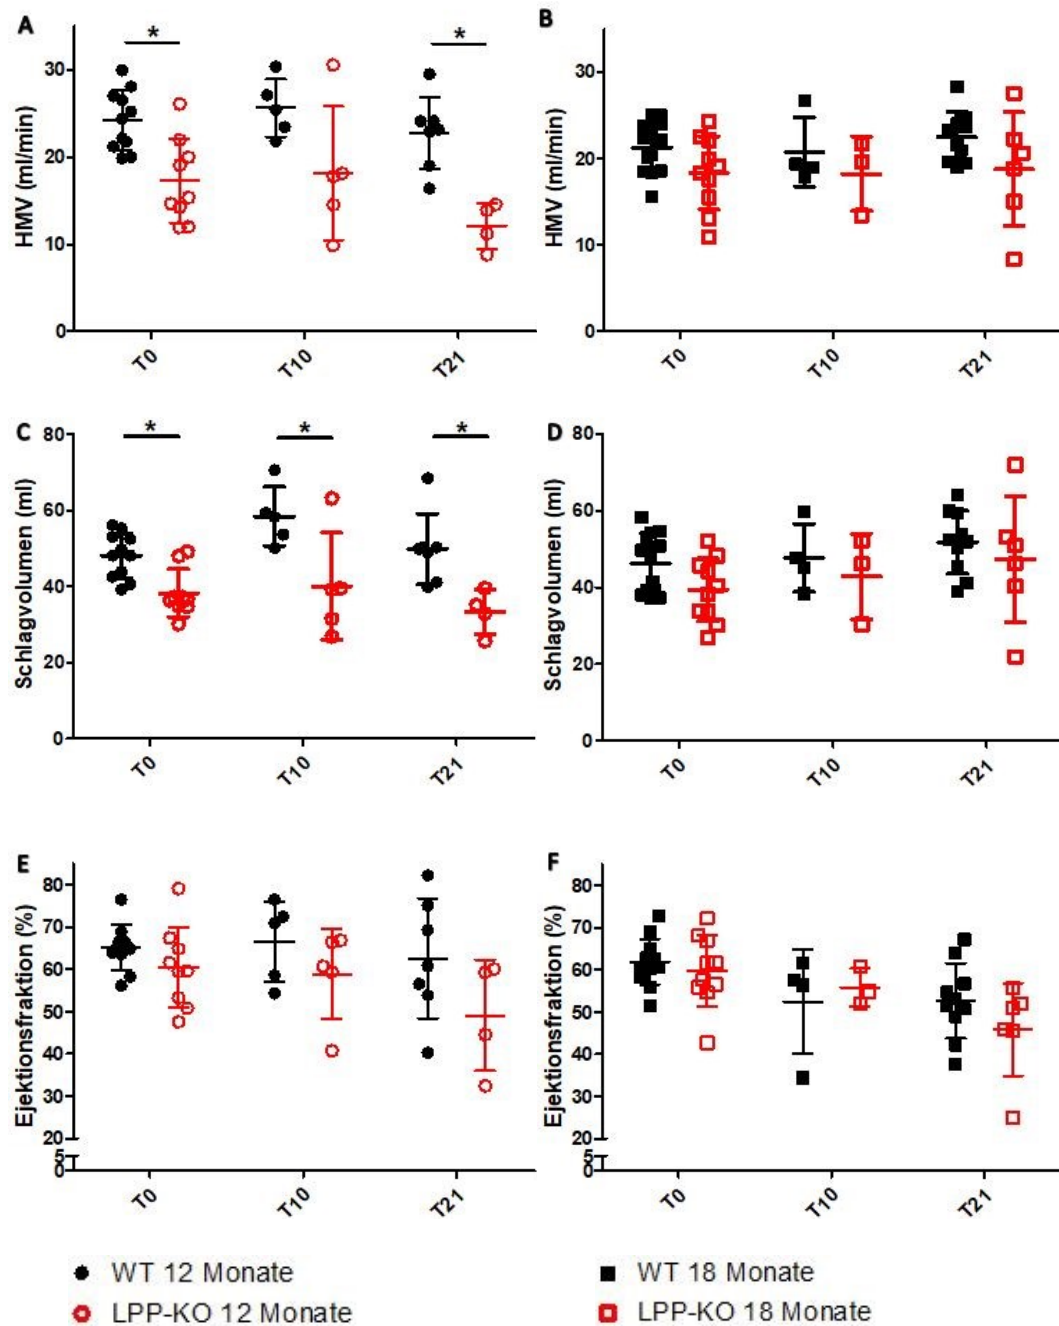 A
HMV (ml/min)
30
20
10
0
*
*
T0
T10
T21
B
HMV (ml/min)
30
20
10
0
T0
T10
T21
C
Schlagvolumen (ml)
80
60
40
20
0
*
*
*
T0
T10
T21
D
Schlagvolumen (ml)
80
60
40
20
0
T0
T10
T21
E
Ejektionsfraktion (%)
80
70
60
50
40
30
20
5
0
T0
T10
T21
F
Ejektionsfraktion (%)
80
70
60
50
40
30
20
5
0
T0
T10
T21
WT 12 Monate
LPP-KO 12 Monate
WT 18 Monate
LPP-KO 18 Monate